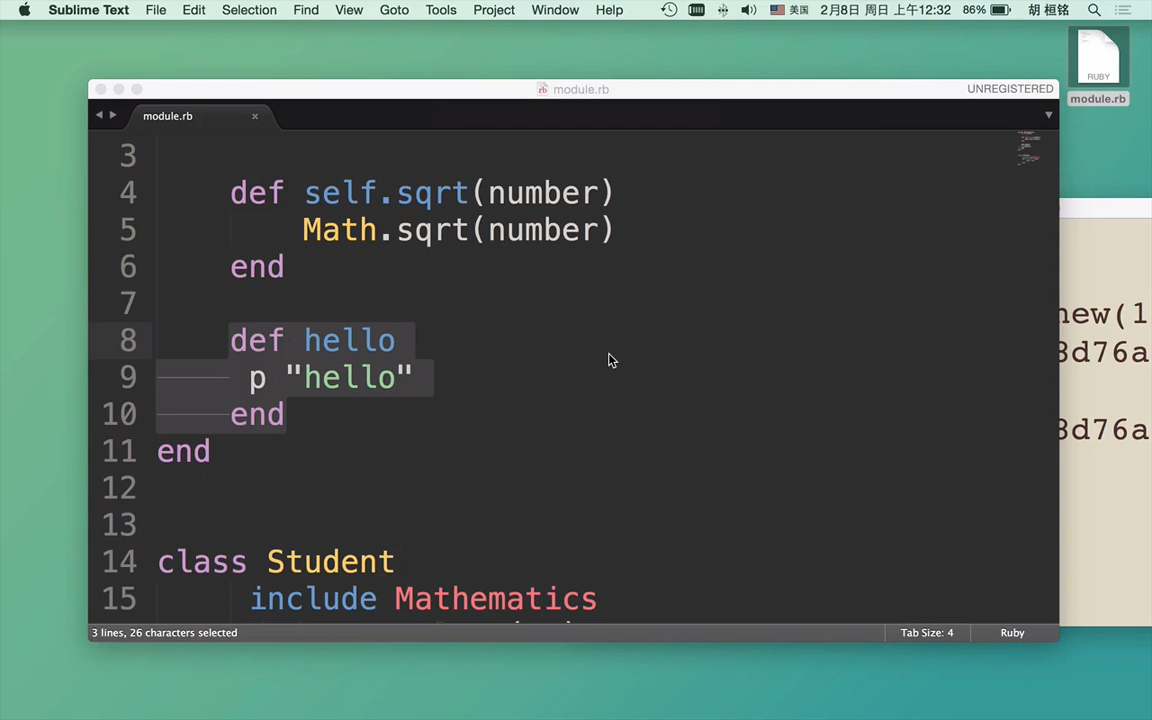 Sublime Text File Edit Selection Find View Goto Tools Project Window Help 美国 2月8日 周日 上午12:32 86% 胡 桓铭
RUBY
module.rb
rb module.rb UNREGISTERED
module.rb ×
3
4 def self.sqrt(number)
5 Math.sqrt(number)
6 end
7
8 def hello
9 p "hello"
10 end
11 end
12
13
14 class Student
15 include Mathematics
new(1
8d76a
8d76a
3 lines, 26 characters selected Tab Size: 4 Ruby